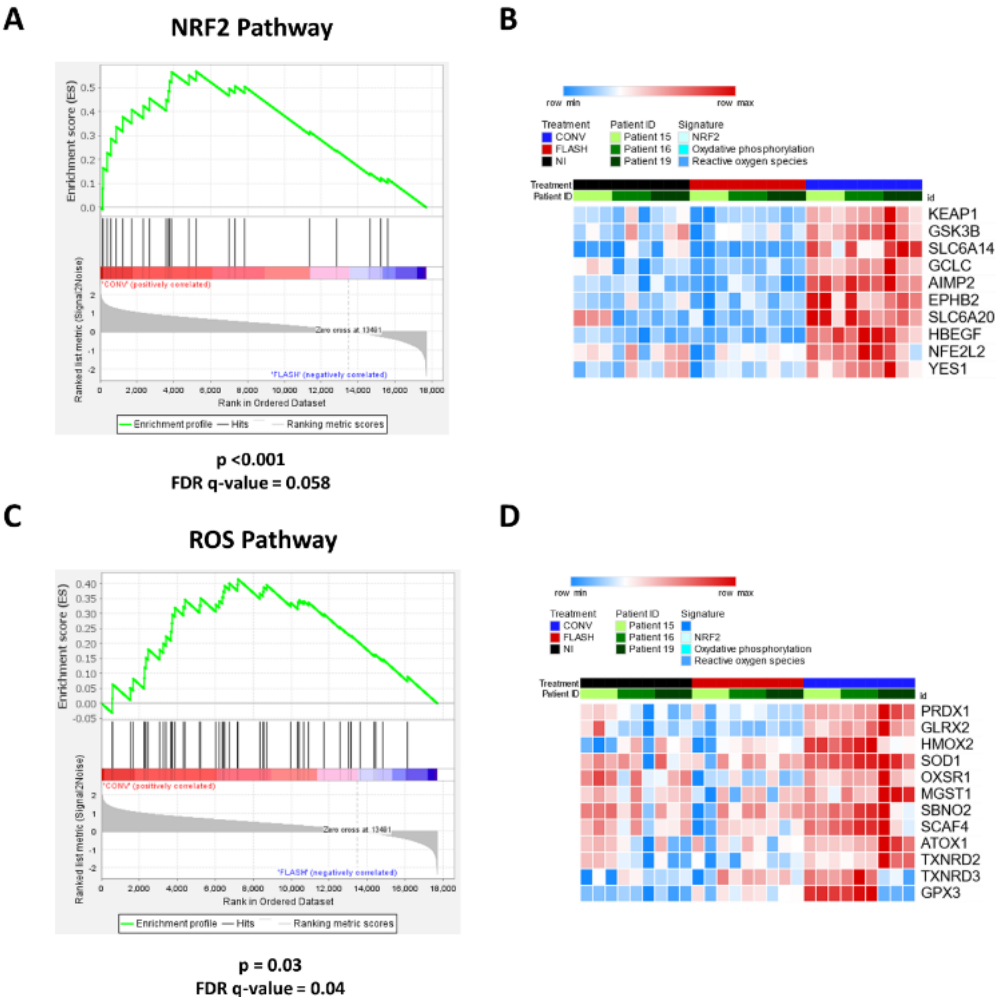 A
NRF2 Pathway
Enrichment score (ES)
0.5
0.4
0.3
0.2
0.1
0.0
'CONV' (positively correlated)
Ranked list metric (Signal2Noise)
2
1
0
-1
-2
Zero cross at 13481
'FLASH' (negatively correlated)
0 2,000 4,000 6,000 8,000 10,000 12,000 14,000 16,000 18,000
Rank in Ordered Dataset
Enrichment profile Hits Ranking metric scores
p <0.001
FDR q-value = 0.058
B
row min row max
Treatment Patient ID Signature
CONV Patient 15 NRF2
FLASH Patient 16 Oxydative phosphorylation
NI Patient 19 Reactive oxygen species
Treatment
Patient ID id
KEAP1
GSK3B
SLC6A14
GCLC
AIMP2
EPHB2
SLC6A20
HBEGF
NFE2L2
YES1
C
ROS Pathway
Enrichment score (ES)
0.40
0.35
0.30
0.25
0.20
0.15
0.10
0.05
0.00
-0.05
'CONV' (positively correlated)
Ranked list metric (Signal2Noise)
2
1
0
-1
-2
Zero cross at 13481
'FLASH' (negatively correlated)
0 2,000 4,000 6,000 8,000 10,000 12,000 14,000 16,000 18,000
Rank in Ordered Dataset
Enrichment profile Hits Ranking metric scores
p = 0.03
FDR q-value = 0.04
D
row min row max
Treatment Patient ID Signature
CONV Patient 15
FLASH Patient 16 NRF2
NI Patient 19 Oxydative phosphorylation
Reactive oxygen species
Treatment
Patient ID id
PRDX1
GLRX2
HMOX2
SOD1
OXSR1
MGST1
SBNO2
SCAF4
ATOX1
TXNRD2
TXNRD3
GPX3